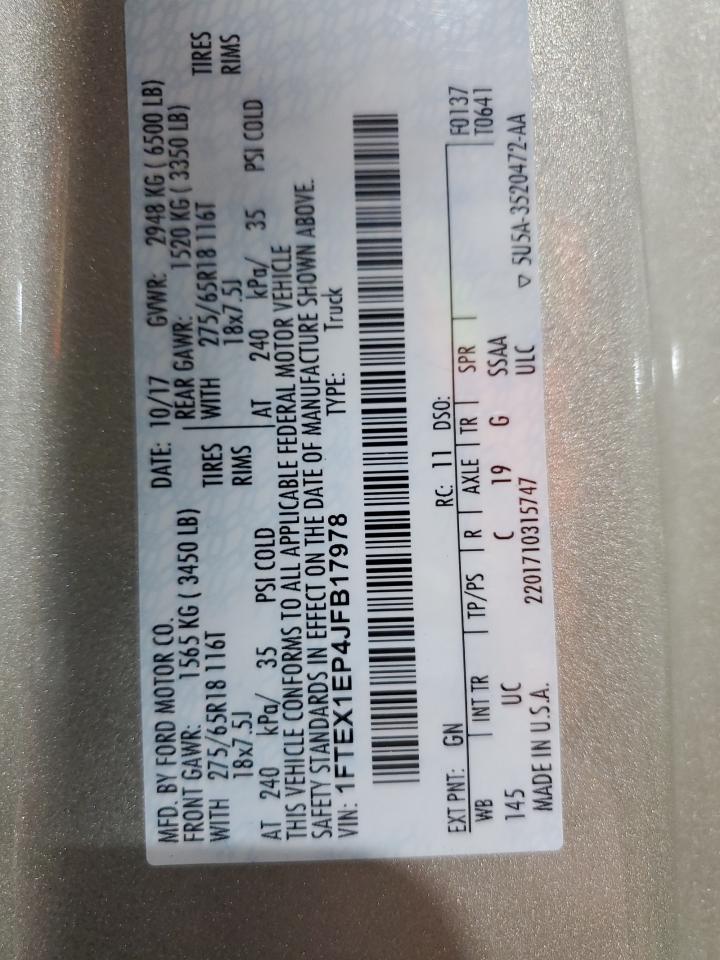 MFD. BY FORD MOTOR CO. DATE: 10/17 GVWR: 2948 KG ( 6500 LB)
FRONT GAWR: 1565 KG ( 3450 LB) REAR GAWR: 1520 KG ( 3350 LB)
WITH 275/65R18 116T TIRES WITH 275/65R18 116T TIRES
18x7.5J RIMS 18x7.5J RIMS
AT 240 kPa/ 35 PSI COLD AT 240 kPa/ 35 PSI COLD
THIS VEHICLE CONFORMS TO ALL APPLICABLE FEDERAL MOTOR VEHICLE
SAFETY STANDARDS IN EFFECT ON THE DATE OF MANUFACTURE SHOWN ABOVE.
VIN: 1FTEX1EP4JFB17978 TYPE: Truck
EXT PNT: GN RC: 11 DSO: F0137
WB INT TR TP/PS R AXLE TR SPR T0641
145 UC C 19 G SSAA
ULC
MADE IN U.S.A. 2201710315747 ▽ 5U5A-3520472-AA